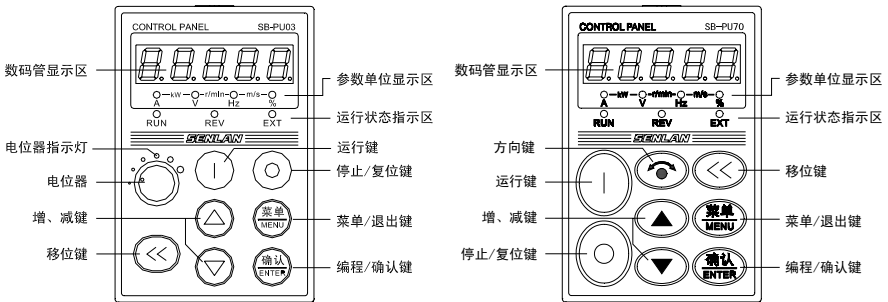 CONTROL PANEL SB-PU03
数码管显示区
参数单位显示区
kW r/min m/s
A V Hz %
运行状态指示区
RUN REV EXT
SENLAN
电位器指示灯
运行键
停止/复位键
电位器
增、减键
菜单
MENU
菜单/退出键
移位键
确认
ENTER
编程/确认键
CONTROL PANEL SB-PU70
数码管显示区
参数单位显示区
kW r/min m/s
A V Hz %
运行状态指示区
RUN REV EXT
SENLAN
方向键
运行键
移位键
增、减键
菜单
MENU
菜单/退出键
停止/复位键
确认
ENTER
编程/确认键